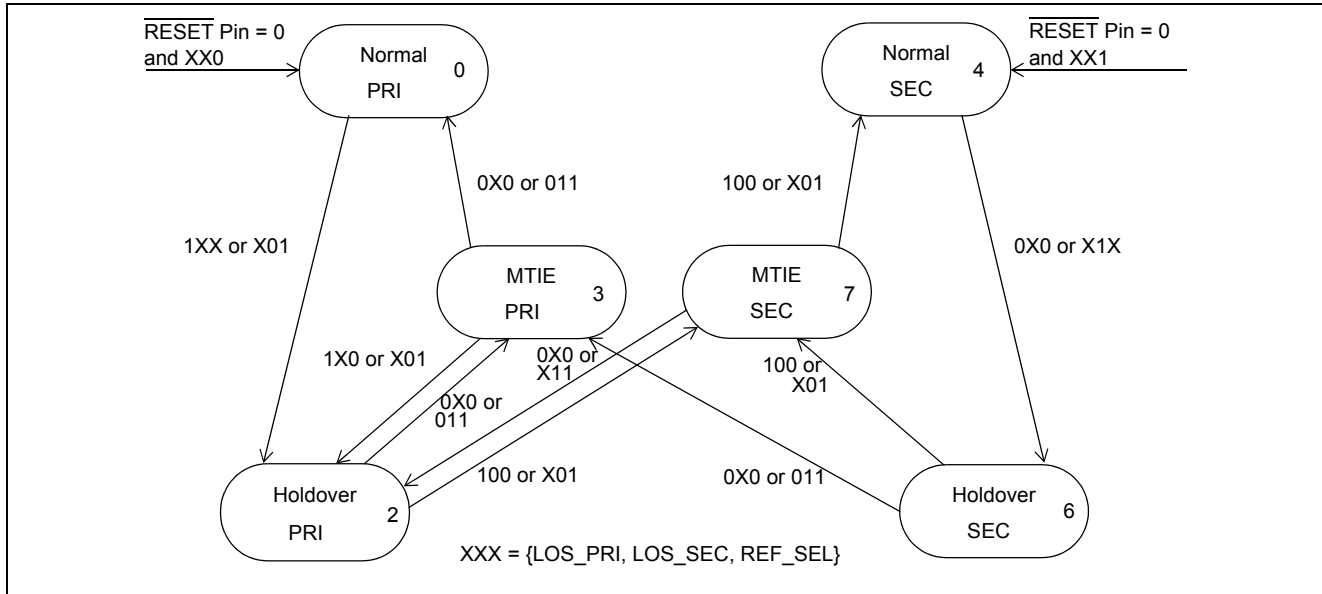 RESET Pin = 0
and XX0
Normal
PRI
0
Normal
SEC
4
RESET Pin = 0
and XX1
0X0 or 011
100 or X01
1XX or X01
0X0 or X1X
MTIE
PRI
3
MTIE
SEC
7
1X0 or X01
0X0 or
011
0X0 or
X11
100 or
X01
100 or X01
0X0 or 011
Holdover
PRI
2
Holdover
SEC
6
XXX = {LOS_PRI, LOS_SEC, REF_SEL}